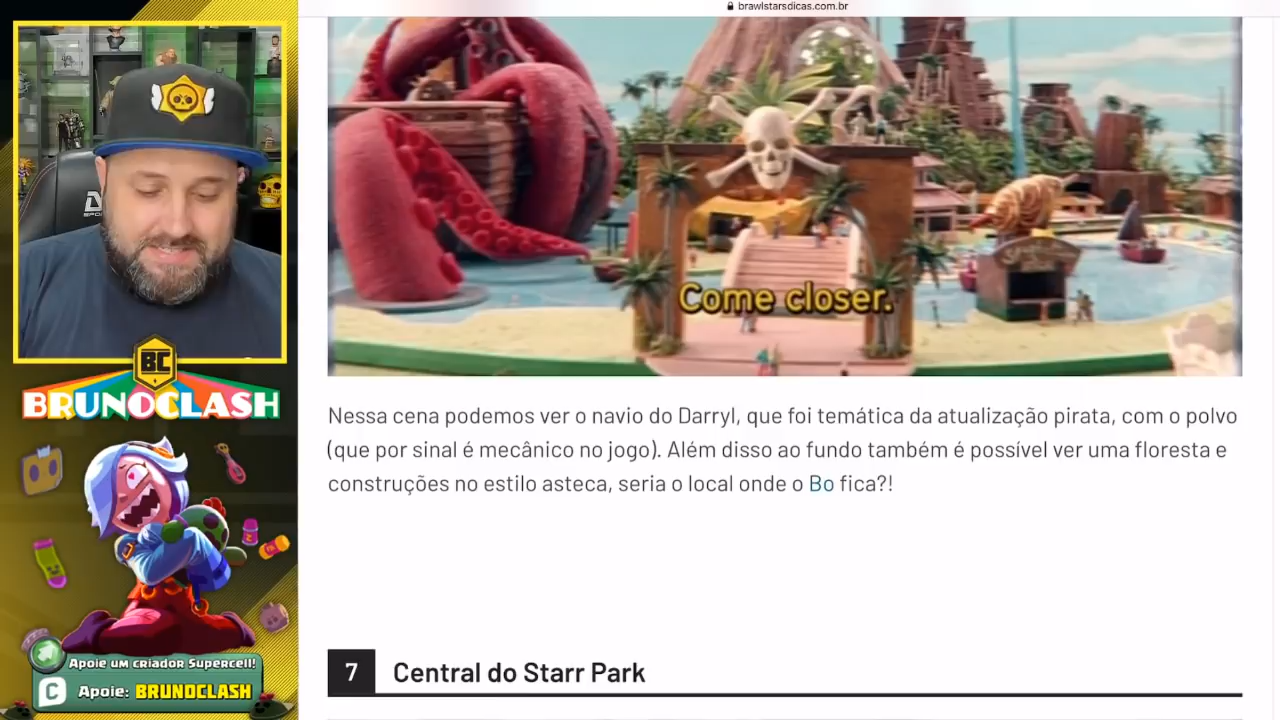 brawlstarsdicas.com.br
Come closer.
Nessa cena podemos ver o navio do Darryl, que foi temática da atualização pirata, com o polvo
(que por sinal é mecânico no jogo). Além disso ao fundo também é possível ver uma floresta e
construções no estilo asteca, seria o local onde o Bo fica?!
7 Central do Starr Park
BC
BRUNOCLASH
Apoie um criador Supercell!
C Apoie: BRUNOCLASH